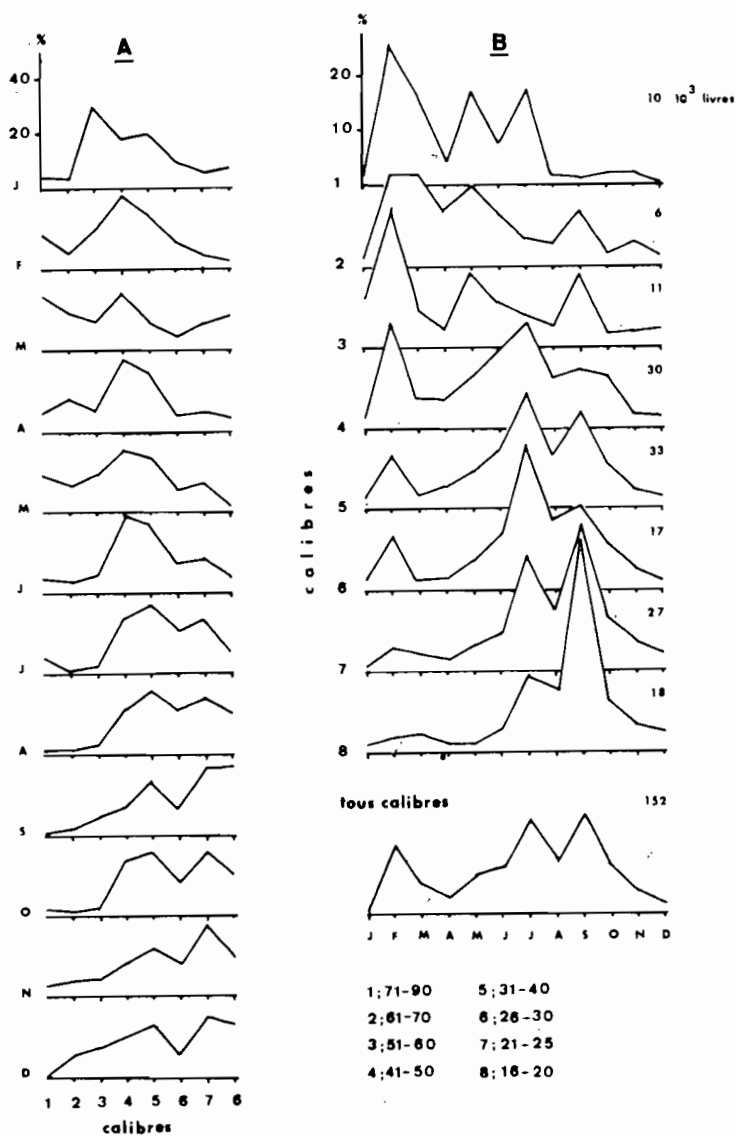 A
%
40
20
J
F
M
A
M
J
J
A
S
O
N
D
1 2 3 4 5 6 7 8
calibres
B
%
20
10
10 10³ livres
1
6
2
11
3
30
4
33
5
17
6
27
7
18
8
calibres
tous calibres 152
J F M A M J J A S O N D
1;71-90 5;31-40
2;61-70 6;26-30
3;51-60 7;21-25
4;41-50 8;16-20